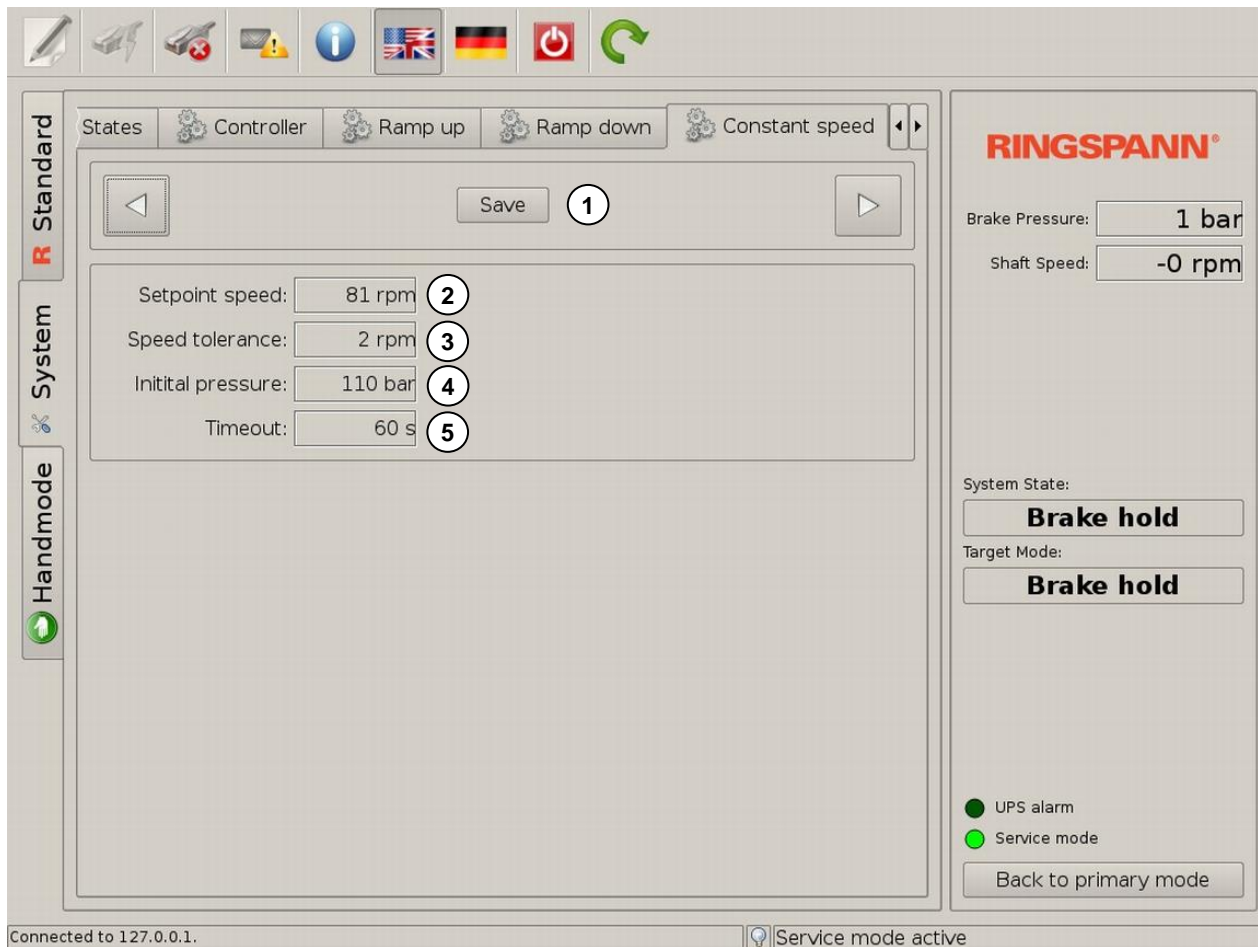 States
Controller
Ramp up
Ramp down
Constant speed
Save
1
Setpoint speed: 81 rpm 2
Speed tolerance: 2 rpm 3
Initital pressure: 110 bar 4
Timeout: 60 s 5
R Standard
System
Handmode
RINGSPANN®
Brake Pressure: 1 bar
Shaft Speed: -0 rpm
System State:
Brake hold
Target Mode:
Brake hold
UPS alarm
Service mode
Back to primary mode
Connected to 127.0.0.1.
Service mode active